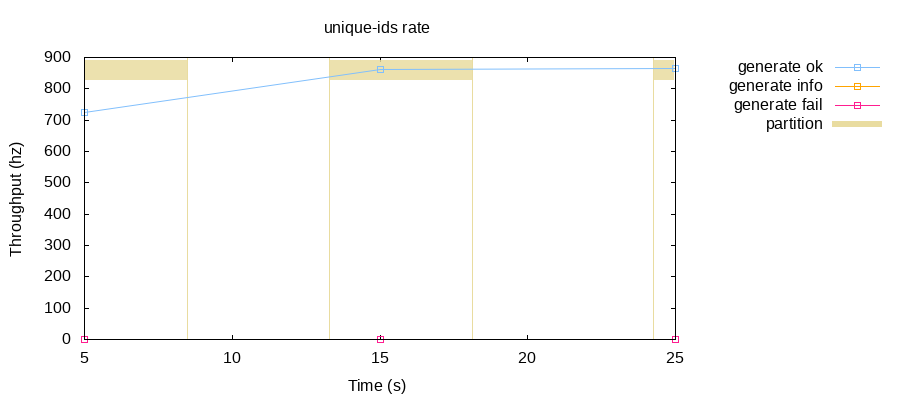 unique-ids rate
900
800
700
600
500
400
300
200
100
0
5
10
15
20
25
Throughput (hz)
Time (s)
generate ok
generate info
generate fail
partition